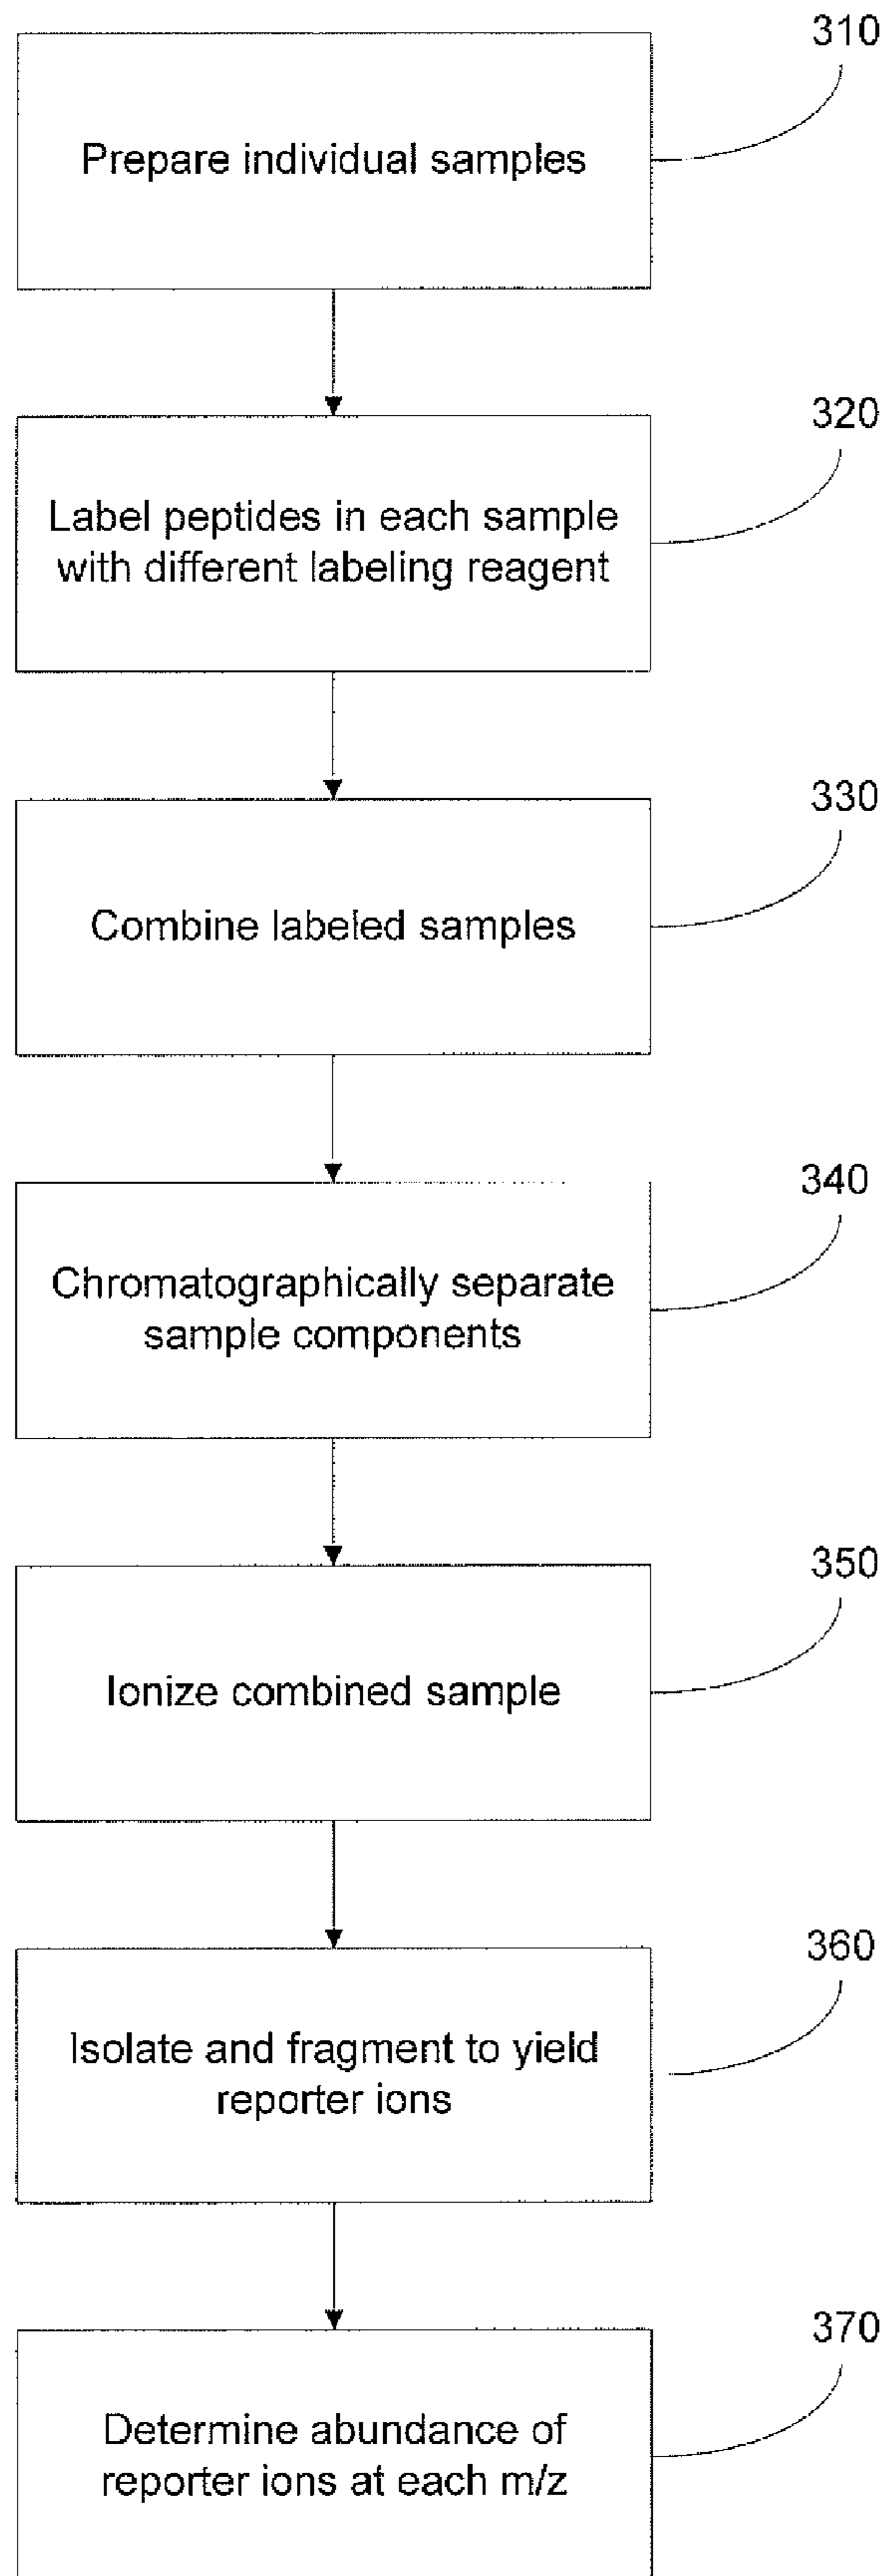 310
Prepare individual samples
320
Label peptides in each sample
with different labeling reagent
330
Combine labeled samples
340
Chromatographically separate
sample components
350
Ionize combined sample
360
Isolate and fragment to yield
reporter ions
370
Determine abundance of
reporter ions at each m/z